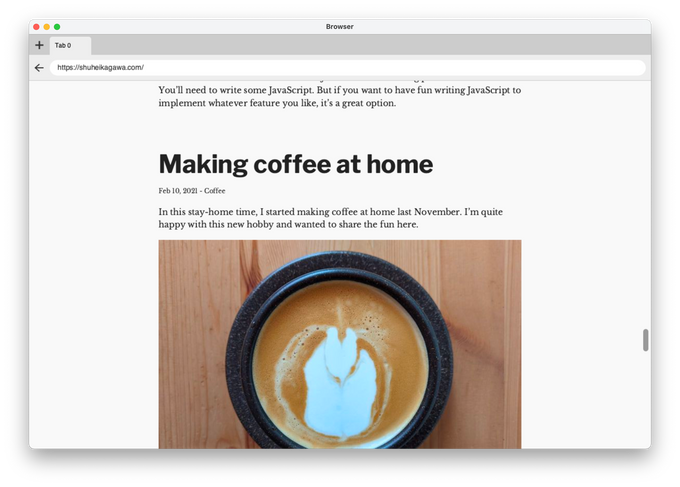 Browser
Tab 0
https://shuheikagawa.com/
You'll need to write some JavaScript. But if you want to have fun writing JavaScript to
implement whatever feature you like, it's a great option.
Making coffee at home
Feb 10, 2021 - Coffee
In this stay-home time, I started making coffee at home last November. I'm quite
happy with this new hobby and wanted to share the fun here.